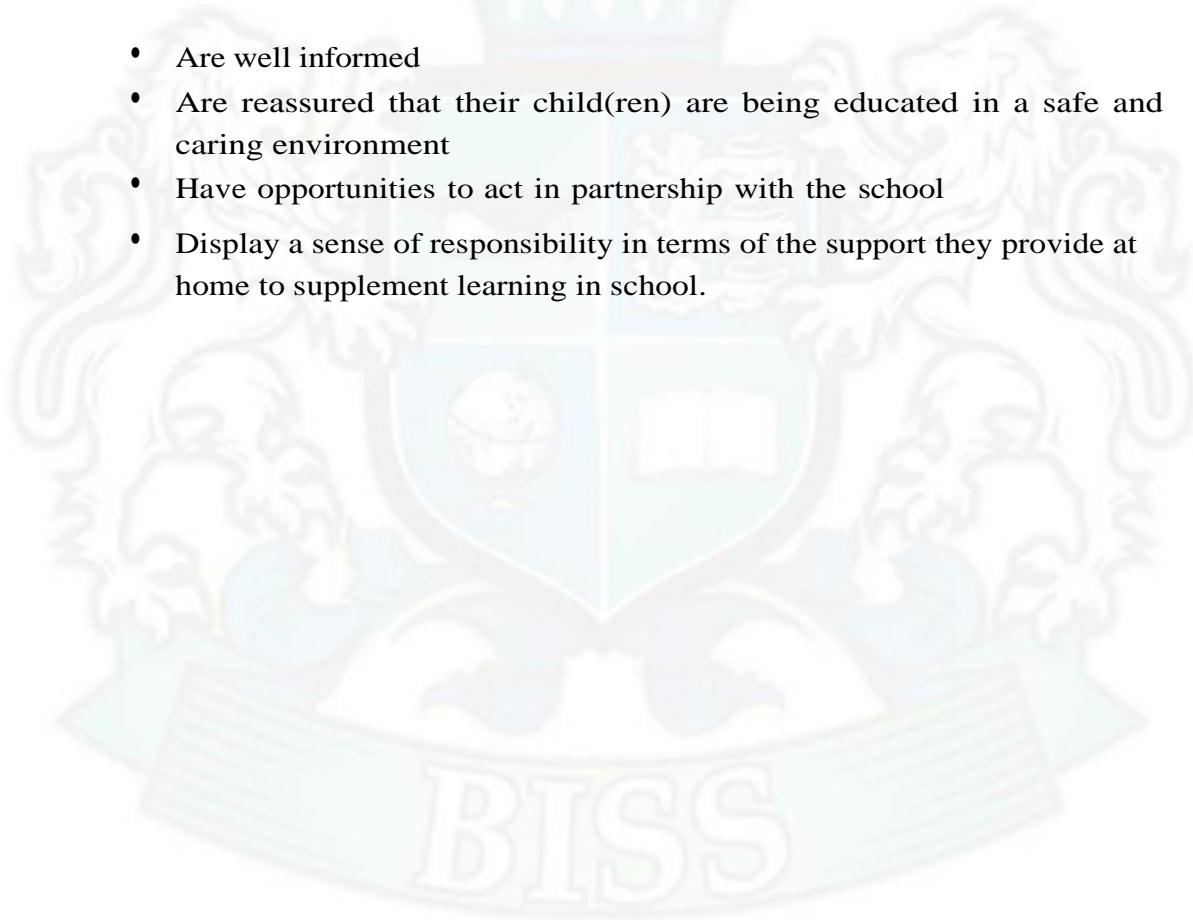 • Are well informed
• Are reassured that their child(ren) are being educated in a safe and
caring environment
• Have opportunities to act in partnership with the school
• Display a sense of responsibility in terms of the support they provide at
home to supplement learning in school.
BISS